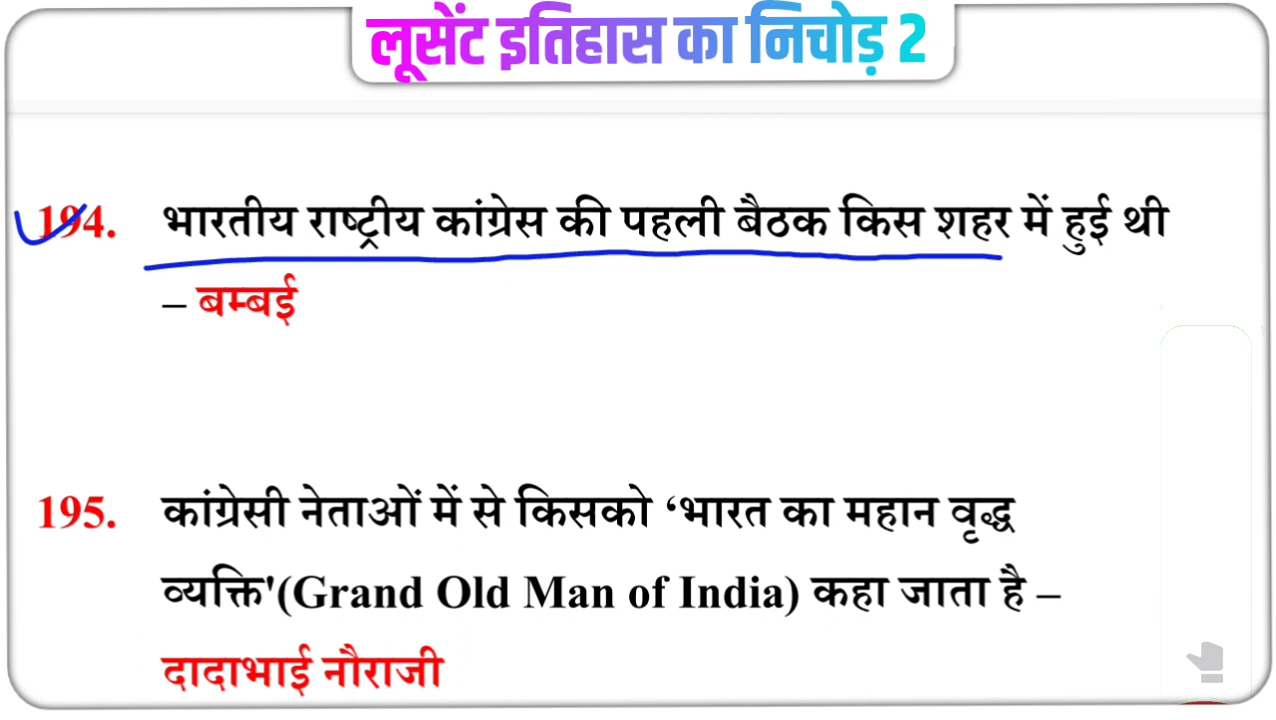 लूसेंट इतिहास का निचोड़ 2
194. भारतीय राष्ट्रीय कांग्रेस की पहली बैठक किस शहर में हुई थी
– बम्बई
195. कांग्रेसी नेताओं में से किसको ‘भारत का महान वृद्ध
व्यक्ति'(Grand Old Man of India) कहा जाता है –
दादाभाई नौराजी